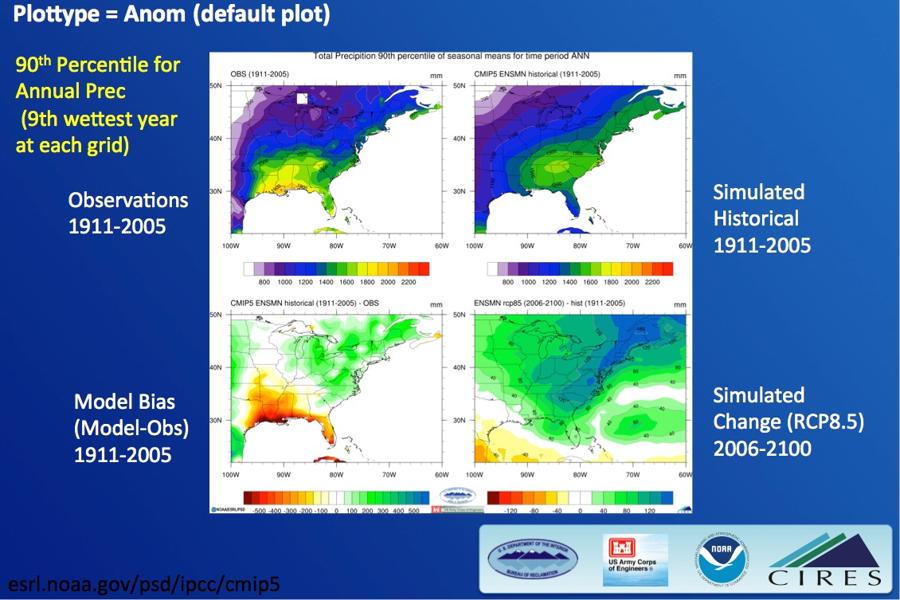 Plottype = Anom (default plot)
90th Percentile for
Annual Prec
(9th wettest year
at each grid)
Observations
1911-2005
Total Precipition 90th percentile of seasonal means for time period ANN
OBS (1911-2005)
mm
50N
40N
30N
100W 90W 80W 70W 60W
800 1000 1200 1400 1600 1800 2000 2200
CMIP5 ENSMN historical (1911-2005)
mm
50N
40N
30N
100W 90W 80W 70W 60W
800 1000 1200 1400 1600 1800 2000 2200
Simulated
Historical
1911-2005
Model Bias
(Model-Obs)
1911-2005
CMIP5 ENSMN historical (1911-2005) - OBS
mm
50N
40N
30N
100W 90W 80W 70W 60W
-500 -400 -300 -200 -100 0 100 200 300 400 500
NOAA/ESRL/PSD
ENSMN rcp85 (2006-2100) - hist (1911-2005)
mm
50N
40N
30N
100W 90W 80W 70W 60W
-120 -80 -40 0 40 80 120
Simulated
Change (RCP8.5)
2006-2100
esrl.noaa.gov/psd/ipcc/cmip5
U.S. DEPARTMENT OF THE INTERIOR
BUREAU OF RECLAMATION
US Army Corps
of Engineers®
NOAA
CIRES